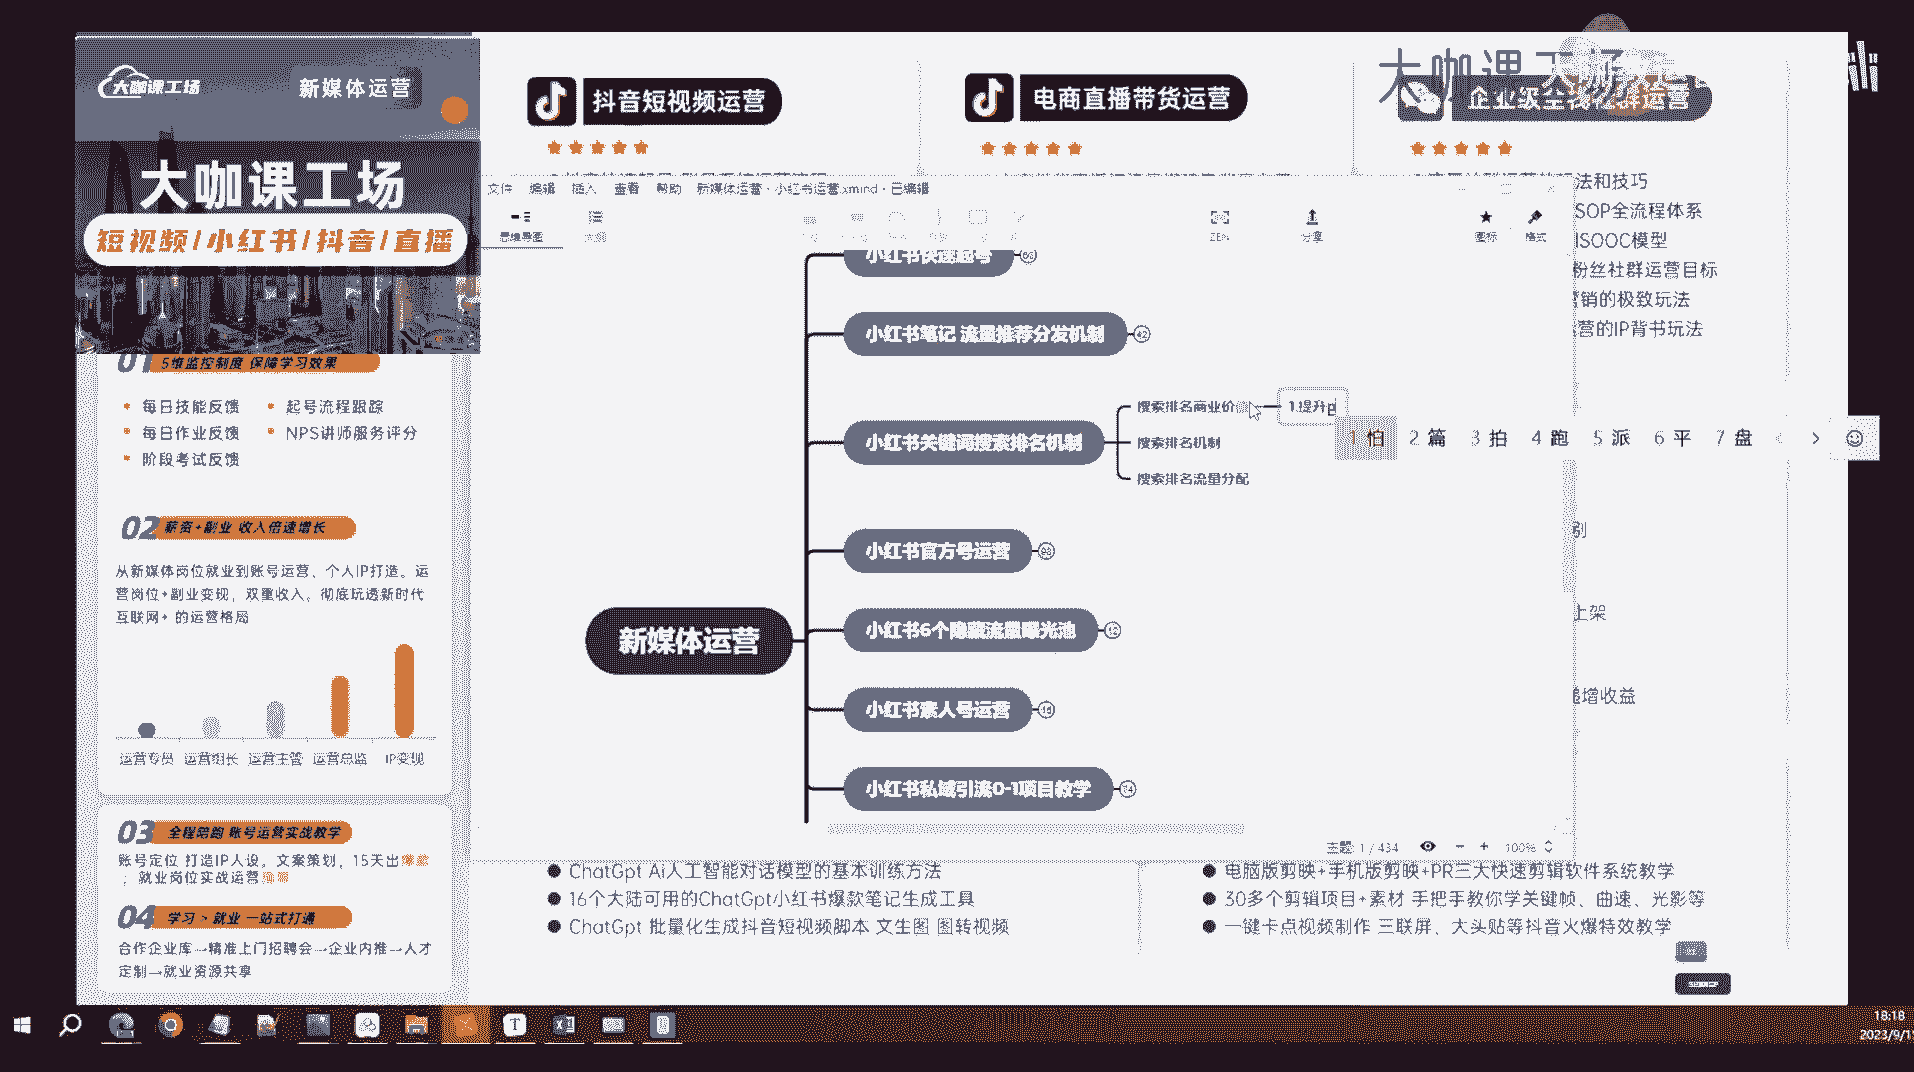 大咖课工场
新媒体运营
大咖课工场
短视频/小红书/抖音/直播
01 5维监控制度 保障学习效果
每日技能反馈
起号流程跟踪
每日作业反馈
NPS讲师服务评分
阶段考试反馈
02 薪资+副业 收入倍速增长
从新媒体岗位就业到账号运营、个人IP打造。运
营岗位+副业变现，双重收入。彻底玩透新时代
互联网+ 的运营格局
运营专员 运营组长 运营主管 运营总监 IP变现
03 全程陪跑 账号运营实战教学
账号定位 打造IP人设。文案策划，15天出
；就业岗位实战运营
04 学习 > 就业 一站式打通
合作企业库→精准上门招聘会→企业内推→人才
定制→就业资源共享
抖音短视频运营
电商直播带货运营
企业级全
群运营
大咖课工场
法和技巧
SOP全流程体系
ISOOC模型
粉丝社群运营目标
营销的极致玩法
运营的IP背书玩法
别
上架
递增收益
文件 编辑 插入 查看 帮助 新媒体运营·小红书运营.xmind - 已编辑
思维导图
分享
图标
格式
小红书快速起号
小红书笔记 流量推荐分发机制 42
小红书关键词搜索排名机制
搜索排名商业价
1.提升p
搜索排名机制
搜索排名流量分配
1 怕 2 篇 3 拍 4 跑 5 派 6 平 7 盘
小红书官方号运营
小红书6个隐藏流量曝光池 12
新媒体运营
小红书素人号运营
小红书私域引流0-1项目教学 74
主题: 1 / 434
100%
ChatGpt Ai人工智能对话模型的基本训练方法
16个大陆可用的ChatGpt小红书爆款笔记生成工具
ChatGpt 批量化生成抖音短视频脚本 文生图 图转视频
电脑版剪映+手机版剪映+PR三大快速剪辑软件系统教学
30多个剪辑项目+素材 手把手教你学关键帧、曲速、光影等
一键卡点视频制作 三联屏、大头贴等抖音火爆特效教学
18:18
2023/9/1